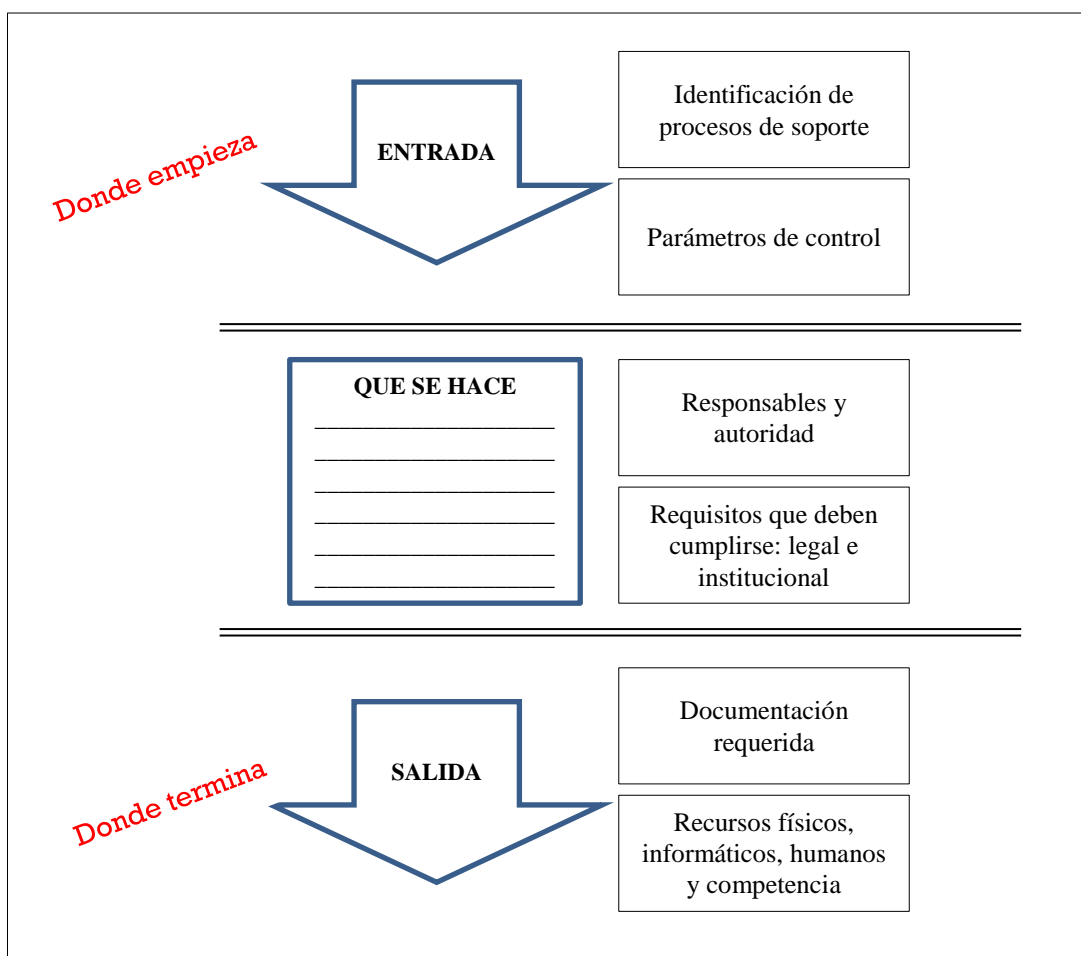 Donde empieza
ENTRADA
Identificación de
procesos de soporte
Parámetros de control
QUE SE HACE
Responsables y
autoridad
Requisitos que deben
cumplirse: legal e
institucional
Donde termina
SALIDA
Documentación
requerida
Recursos físicos,
informáticos, humanos
y competencia